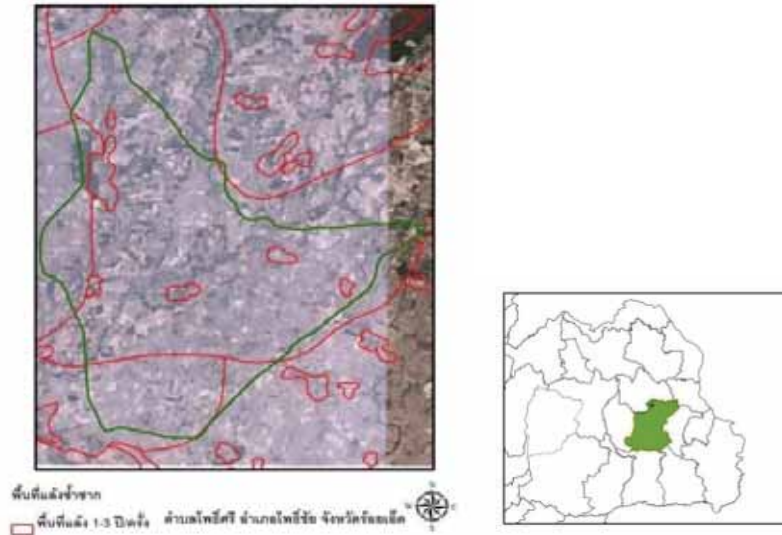 พื้นที่แล้งซ้ำซาก
พื้นที่แล้ง 1-3 ปี/ครั้ง ตำบลโพธิ์ศรี อำเภอโพธิ์ชัย จังหวัดร้อยเอ็ด